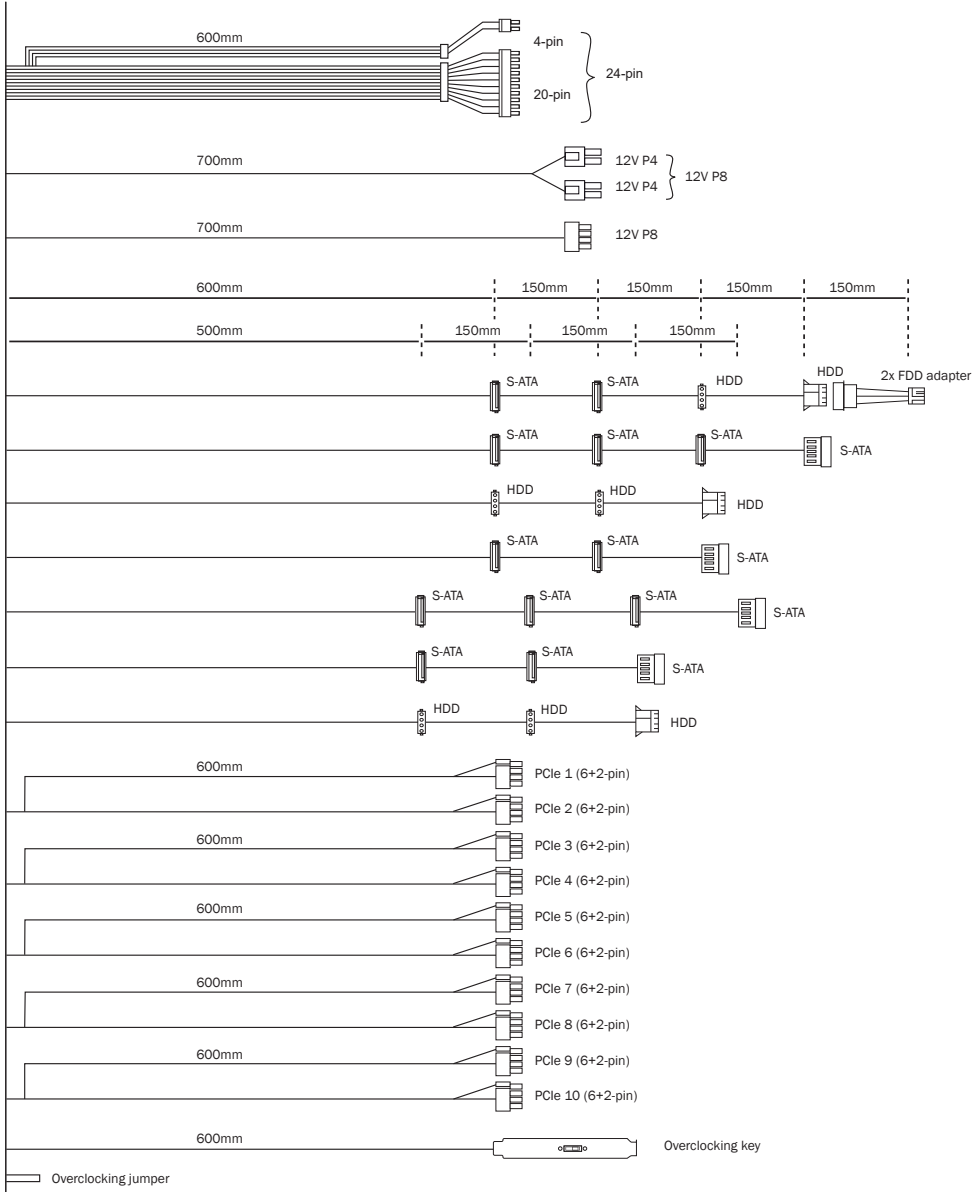 600mm
4-pin
24-pin
20-pin
700mm
12V P4
12V P8
12V P4
700mm
12V P8
600mm 150mm 150mm 150mm 150mm
500mm 150mm 150mm 150mm
S-ATA S-ATA HDD HDD 2x FDD adapter
S-ATA S-ATA S-ATA S-ATA
HDD HDD HDD
S-ATA S-ATA S-ATA
S-ATA S-ATA S-ATA S-ATA
S-ATA S-ATA S-ATA
HDD HDD HDD
600mm PCIe 1 (6+2-pin)
PCIe 2 (6+2-pin)
600mm PCIe 3 (6+2-pin)
PCIe 4 (6+2-pin)
600mm PCIe 5 (6+2-pin)
PCIe 6 (6+2-pin)
600mm PCIe 7 (6+2-pin)
PCIe 8 (6+2-pin)
600mm PCIe 9 (6+2-pin)
PCIe 10 (6+2-pin)
600mm Overclocking key
Overclocking jumper